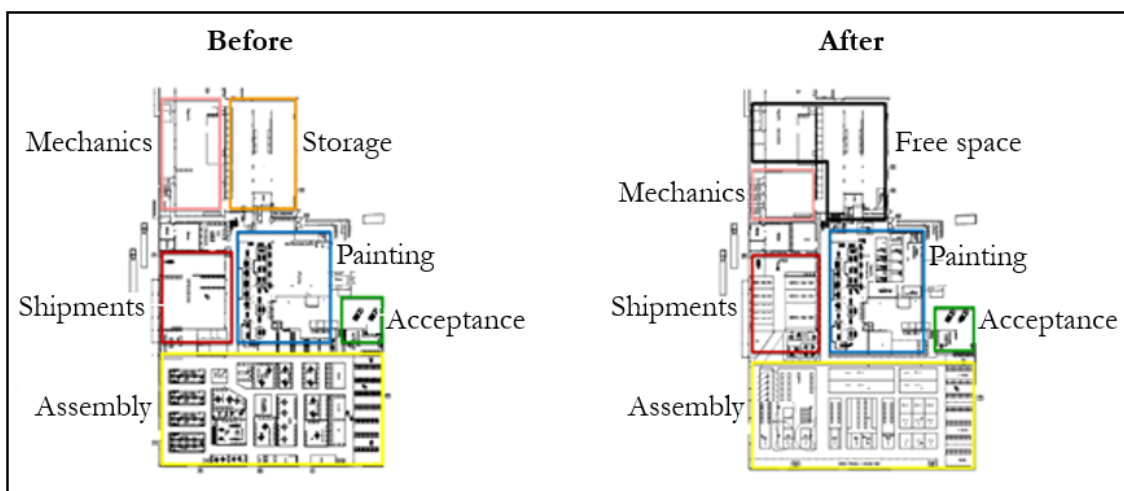 Before
After
Mechanics
Storage
Free space
Mechanics
Painting
Painting
Shipments
Acceptance
Shipments
Acceptance
Assembly
Assembly